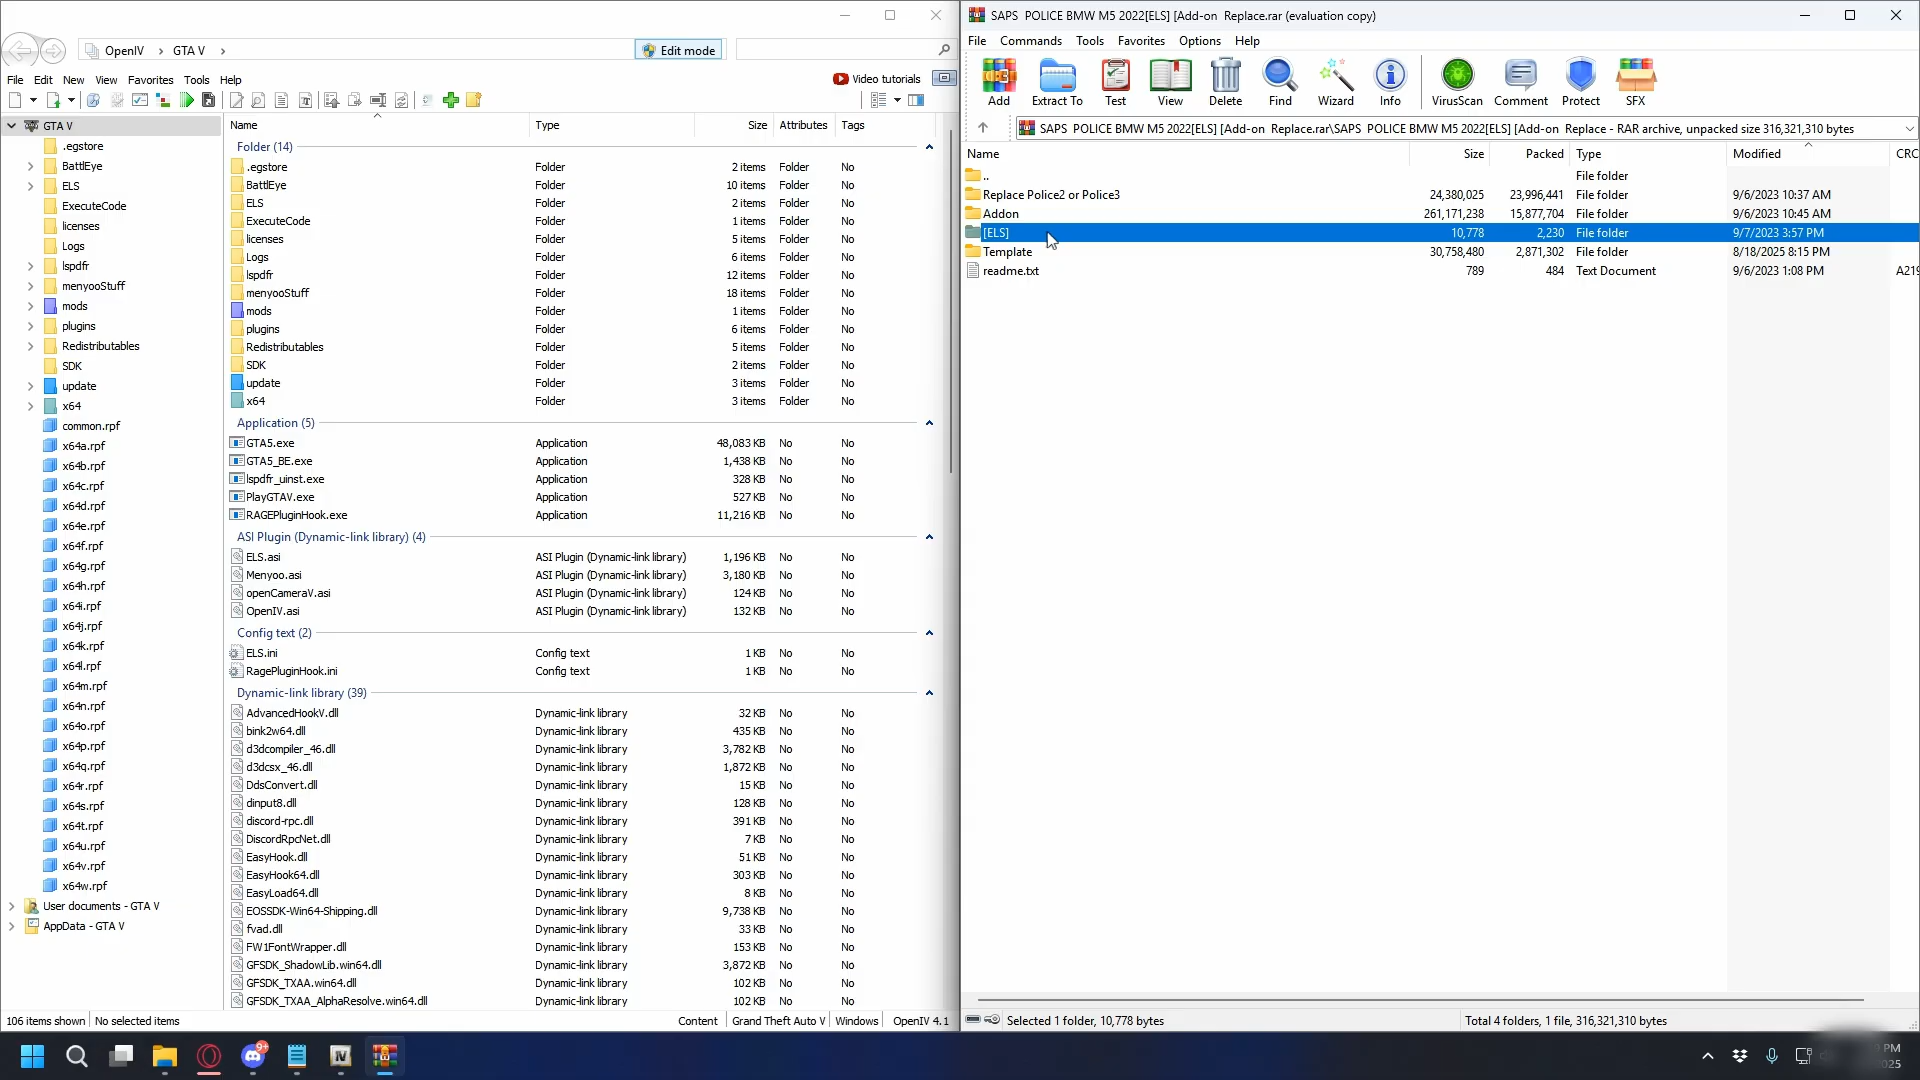 OpenIV
GTA V
Edit mode
File Edit New View Favorites Tools Help
Video tutorials
GTA V
.egstore
BattlEye
ELS
ExecuteCode
licenses
Logs
lspdfr
menyooStuff
mods
plugins
Redistributables
SDK
update
x64
common.rpf
x64a.rpf
x64b.rpf
x64c.rpf
x64d.rpf
x64e.rpf
x64f.rpf
x64g.rpf
x64h.rpf
x64i.rpf
x64j.rpf
x64k.rpf
x64l.rpf
x64m.rpf
x64n.rpf
x64o.rpf
x64p.rpf
x64q.rpf
x64r.rpf
x64s.rpf
x64t.rpf
x64u.rpf
x64v.rpf
x64w.rpf
User documents - GTA V
AppData - GTA V
Name Type Size Attributes Tags
Folder (14)
.egstore Folder 2 items Folder No
BattlEye Folder 10 items Folder No
ELS Folder 2 items Folder No
ExecuteCode Folder 1 items Folder No
licenses Folder 5 items Folder No
Logs Folder 6 items Folder No
lspdfr Folder 12 items Folder No
menyooStuff Folder 18 items Folder No
mods Folder 1 items Folder No
plugins Folder 6 items Folder No
Redistributables Folder 5 items Folder No
SDK Folder 2 items Folder No
update Folder 3 items Folder No
x64 Folder 3 items Folder No
Application (5)
GTA5.exe Application 48,083 KB No No
GTA5_BE.exe Application 1,438 KB No No
lspdfr_uinst.exe Application 328 KB No No
PlayGTAV.exe Application 527 KB No No
RAGEPluginHook.exe Application 11,216 KB No No
ASI Plugin (Dynamic-link library) (4)
ELS.asi ASI Plugin (Dynamic-link library) 1,196 KB No No
Menyoo.asi ASI Plugin (Dynamic-link library) 3,180 KB No No
openCameraV.asi ASI Plugin (Dynamic-link library) 124 KB No No
OpenIV.asi ASI Plugin (Dynamic-link library) 132 KB No No
Config text (2)
ELS.ini Config text 1 KB No No
RagePluginHook.ini Config text 1 KB No No
Dynamic-link library (39)
AdvancedHookV.dll Dynamic-link library 32 KB No No
bink2w64.dll Dynamic-link library 435 KB No No
d3dcompiler_46.dll Dynamic-link library 3,782 KB No No
d3dcsx_46.dll Dynamic-link library 1,872 KB No No
DdsConvert.dll Dynamic-link library 15 KB No No
dinput8.dll Dynamic-link library 128 KB No No
discord-rpc.dll Dynamic-link library 391 KB No No
DiscordRpcNet.dll Dynamic-link library 7 KB No No
EasyHook.dll Dynamic-link library 51 KB No No
EasyHook64.dll Dynamic-link library 303 KB No No
EasyLoad64.dll Dynamic-link library 8 KB No No
EOSSDK-Win64-Shipping.dll Dynamic-link library 9,738 KB No No
fvad.dll Dynamic-link library 33 KB No No
FW1FontWrapper.dll Dynamic-link library 153 KB No No
GFSDK_ShadowLib.win64.dll Dynamic-link library 3,872 KB No No
GFSDK_TXAA.win64.dll Dynamic-link library 102 KB No No
GFSDK_TXAA_AlphaResolve.win64.dll Dynamic-link library 102 KB No No
106 items shown No selected items Content Grand Theft Auto V Windows OpenIV 4.1
SAPS POLICE BMW M5 2022[ELS] [Add-on Replace.rar (evaluation copy)
File Commands Tools Favorites Options Help
Add Extract To Test View Delete Find Wizard Info VirusScan Comment Protect SFX
SAPS POLICE BMW M5 2022[ELS] [Add-on Replace.rar\SAPS POLICE BMW M5 2022[ELS] [Add-on Replace - RAR archive, unpacked size 316,321,310 bytes
Name Size Packed Type Modified CRC
.. File folder
Replace Police2 or Police3 24,380,025 23,996,441 File folder 9/6/2023 10:37 AM
Addon 261,171,238 15,877,704 File folder 9/6/2023 10:45 AM
[ELS] 10,778 2,230 File folder 9/7/2023 3:57 PM
Template 30,758,480 2,871,302 File folder 8/18/2025 8:15 PM
readme.txt 789 484 Text Document 9/6/2023 1:08 PM A219
Selected 1 folder, 10,778 bytes Total 4 folders, 1 file, 316,321,310 bytes
9+
IV
PM